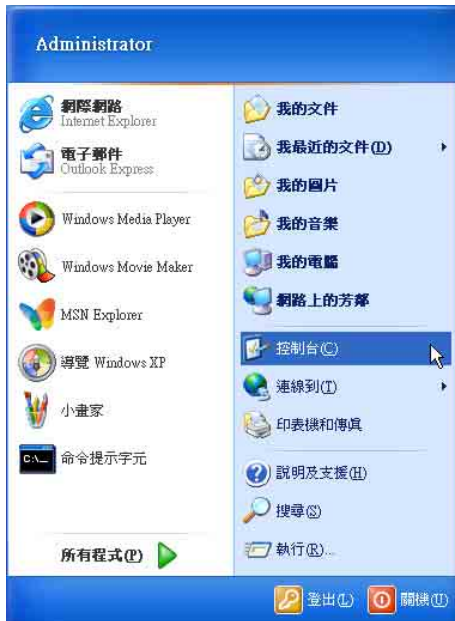 Administrator
網際網路
Internet Explorer
電子郵件
Outlook Express
Windows Media Player
Windows Movie Maker
MSN Explorer
導覽 Windows XP
小畫家
C:\_
命令提示字元
所有程式(P)
我的文件
我最近的文件(D)
我的圖片
我的音樂
我的電腦
網路上的芳鄰
控制台(C)
連線到(T)
印表機和傳真
說明及支援(H)
搜尋(S)
執行(R)...
登出(L)
關機(U)